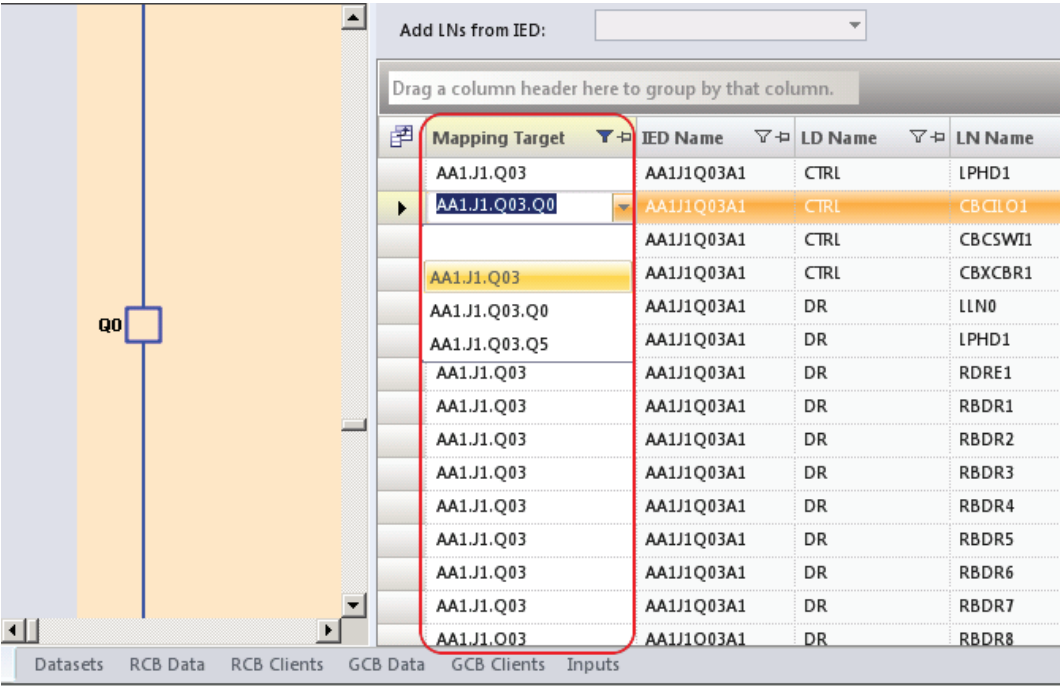 Add LNs from IED:
Drag a column header here to group by that column.
Mapping Target IED Name LD Name LN Name
AA1.J1.Q03 AA1J1Q03A1 CTRL LPHD1
AA1.J1.Q03.Q0 AA1J1Q03A1 CTRL CBCILO1
AA1J1Q03A1 CTRL CBCSWI1
AA1.J1.Q03 AA1J1Q03A1 CTRL CBXCBR1
AA1.J1.Q03.Q0 AA1J1Q03A1 DR LLN0
AA1.J1.Q03.Q5 AA1J1Q03A1 DR LPHD1
AA1.J1.Q03 AA1J1Q03A1 DR RDRE1
AA1.J1.Q03 AA1J1Q03A1 DR RBDR1
AA1.J1.Q03 AA1J1Q03A1 DR RBDR2
AA1.J1.Q03 AA1J1Q03A1 DR RBDR3
AA1.J1.Q03 AA1J1Q03A1 DR RBDR4
AA1.J1.Q03 AA1J1Q03A1 DR RBDR5
AA1.J1.Q03 AA1J1Q03A1 DR RBDR6
AA1.J1.Q03 AA1J1Q03A1 DR RBDR7
AA1.J1.Q03 AA1J1Q03A1 DR RBDR8
Q0
Datasets RCB Data RCB Clients GCB Data GCB Clients Inputs